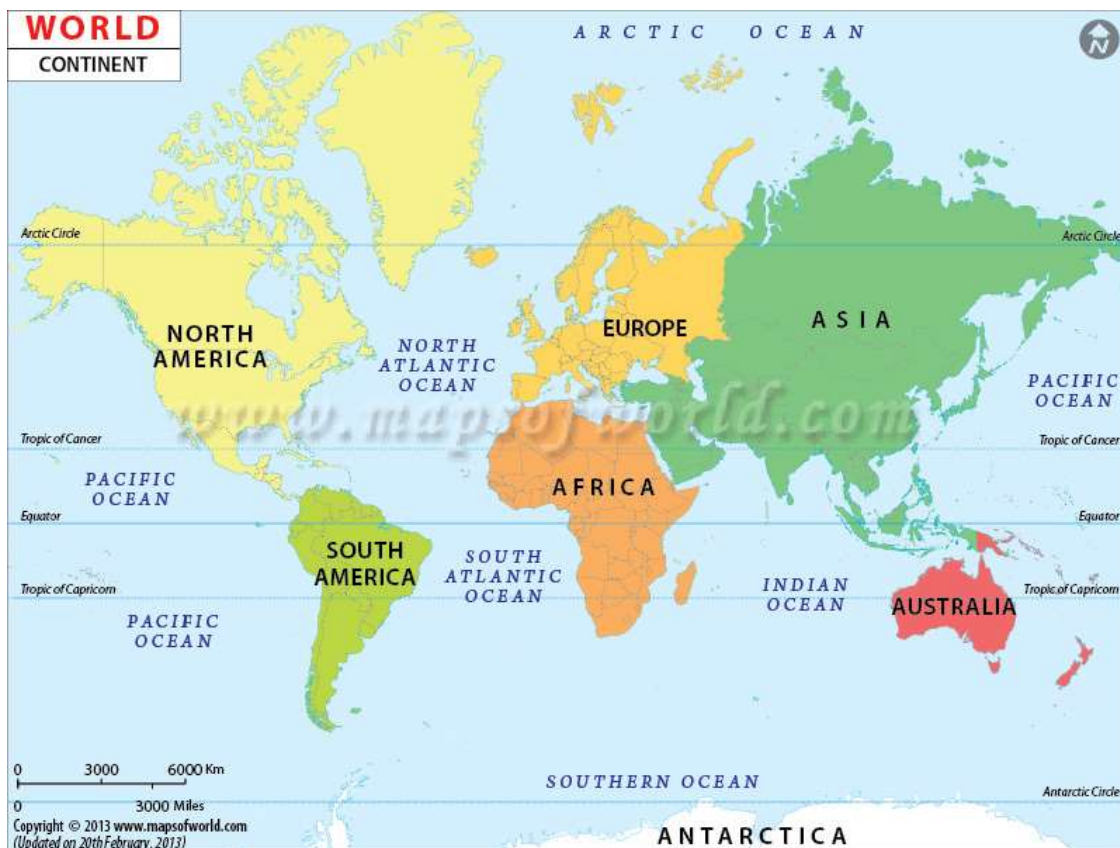 WORLD
CONTINENT
ARCTIC OCEAN
N
Arctic Circle
Arctic Circle
NORTH
AMERICA
EUROPE
ASIA
NORTH
ATLANTIC
OCEAN
PACIFIC
OCEAN
www.mapsofworld.com
Tropic of Cancer
Tropic of Cancer
PACIFIC
OCEAN
AFRICA
Equator
Equator
SOUTH
AMERICA
SOUTH
ATLANTIC
OCEAN
INDIAN
OCEAN
Tropic of Capricorn
Tropic of Capricorn
AUSTRALIA
PACIFIC
OCEAN
0 3000 6000 Km
0 3000 Miles
SOUTHERN OCEAN
Antarctic Circle
Copyright © 2013 www.mapsofworld.com
(Updated on 20th February, 2013)
ANTARCTICA